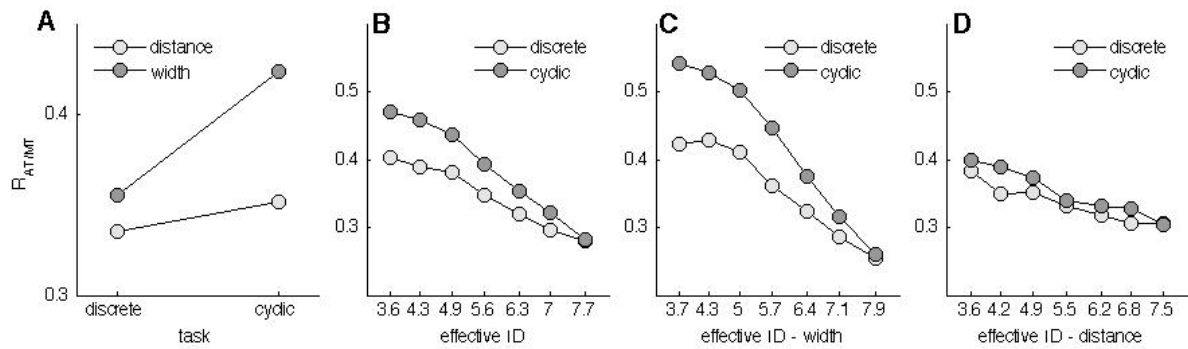 A
distance
width
0.4
0.3
R AT/MT
discrete cyclic
task
B
discrete
cyclic
0.5
0.4
0.3
3.6 4.3 4.9 5.6 6.3 7 7.7
effective ID
C
discrete
cyclic
0.5
0.4
0.3
3.7 4.3 5 5.7 6.4 7.1 7.9
effective ID - width
D
discrete
cyclic
0.5
0.4
0.3
3.6 4.2 4.9 5.5 6.2 6.8 7.5
effective ID - distance